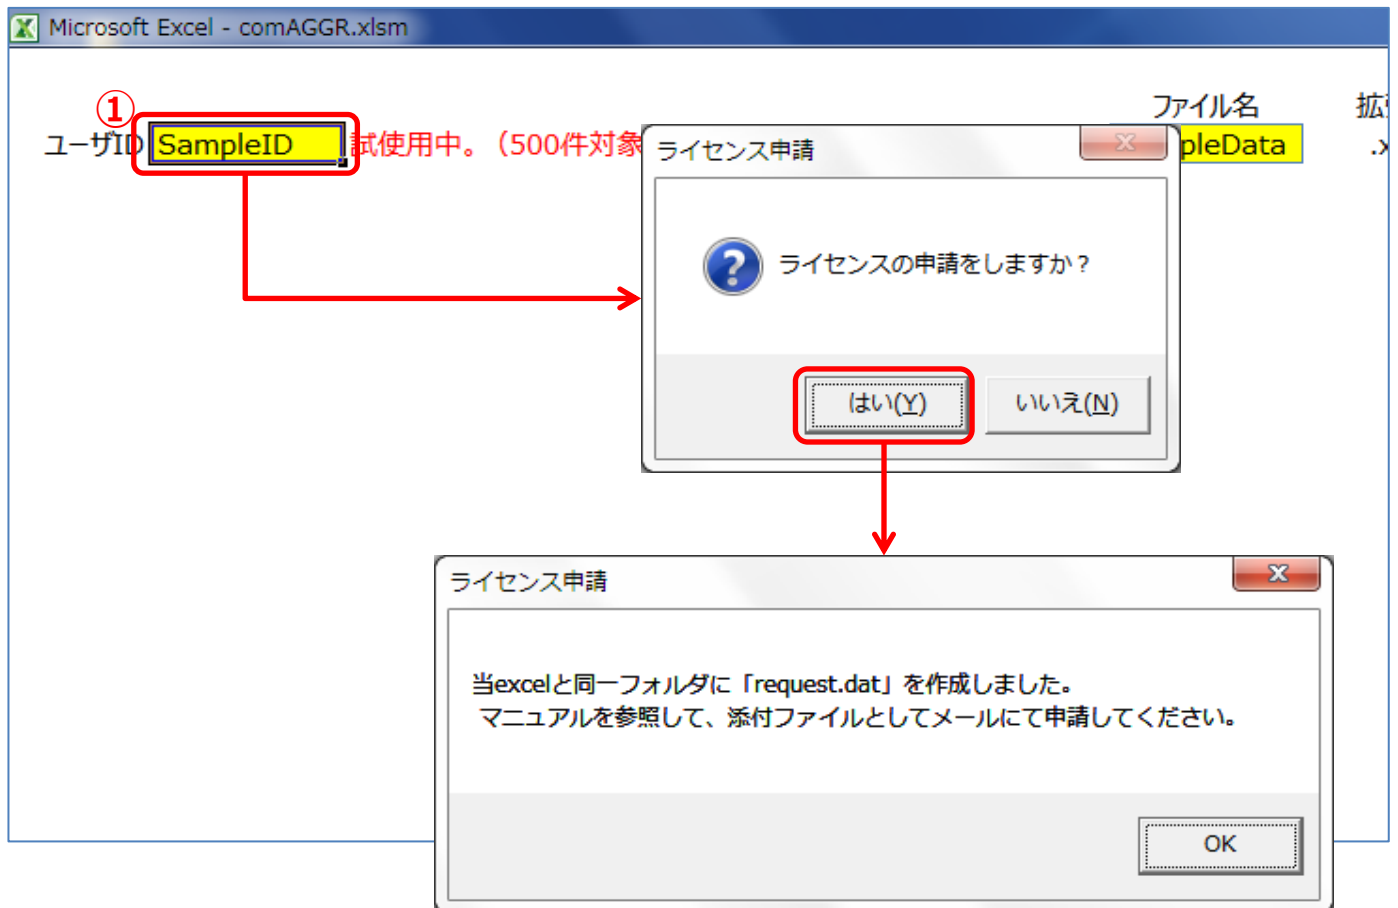 Microsoft Excel - comAGGR.xlsm
①
ファイル名
ユーザID SampleID 試使用中。（500件対象 pleData
ライセンス申請
ライセンスの申請をしますか？
はい(Y) いいえ(N)
ライセンス申請
当excelと同一フォルダに「request.dat」を作成しました。
マニュアルを参照して、添付ファイルとしてメールにて申請してください。
OK